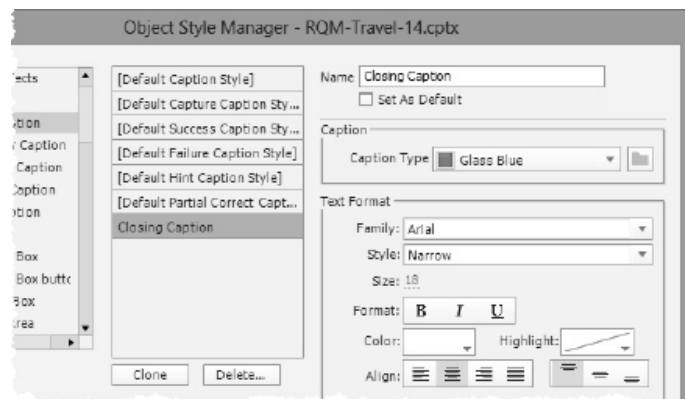 Object Style Manager - RQM-Travel-14.cptx
[Default Caption Style]
[Default Capture Caption Sty...
[Default Success Caption Sty...
[Default Failure Caption Style]
[Default Hint Caption Style]
[Default Partial Correct Capt...
Closing Caption
Caption
Caption
Box
Box
Clone
Delete...
Name Closing Caption
Set As Default
Caption
Caption Type Glass Blue
Text Format
Family: Arial
Style: Narrow
Size: 18
Format: B I U
Color: Highlight:
Align: